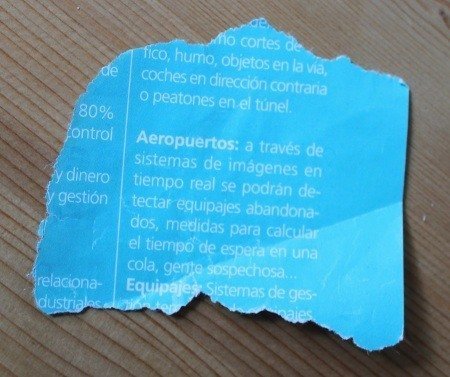 de
80%
control
y dinero
y gestión
relaciona-
dustriales
mo cortes de
fico, humo, objetos en la vía,
coches en dirección contraria
o peatones en el túnel.
Aeropuertos: a través de
sistemas de imágenes en
tiempo real se podrán de-
tectar equipajes abandona-
dos, medidas para calcular
el tiempo de espera en una
cola, gente sospechosa...
Equipajes: Sistemas de ges-